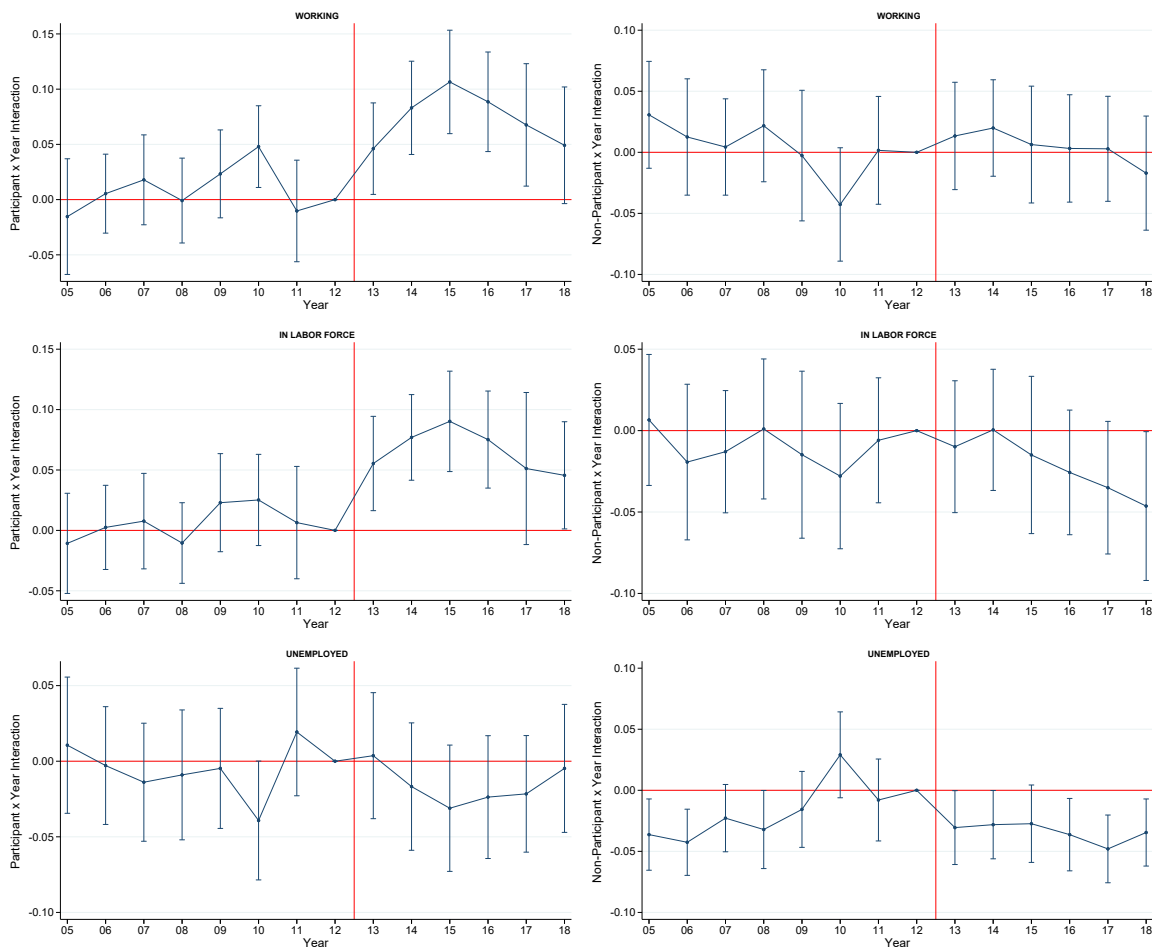 WORKING
Participant x Year Interaction
0.15
0.10
0.05
0.00
-0.05
05 06 07 08 09 10 11 12 13 14 15 16 17 18
Year
WORKING
Non-Participant x Year Interaction
0.10
0.05
0.00
-0.05
-0.10
05 06 07 08 09 10 11 12 13 14 15 16 17 18
Year
IN LABOR FORCE
Participant x Year Interaction
0.15
0.10
0.05
0.00
-0.05
05 06 07 08 09 10 11 12 13 14 15 16 17 18
Year
IN LABOR FORCE
Non-Participant x Year Interaction
0.05
0.00
-0.05
-0.10
05 06 07 08 09 10 11 12 13 14 15 16 17 18
Year
UNEMPLOYED
Participant x Year Interaction
0.05
0.00
-0.05
-0.10
05 06 07 08 09 10 11 12 13 14 15 16 17 18
Year
UNEMPLOYED
Non-Participant x Year Interaction
0.10
0.05
0.00
-0.05
-0.10
05 06 07 08 09 10 11 12 13 14 15 16 17 18
Year